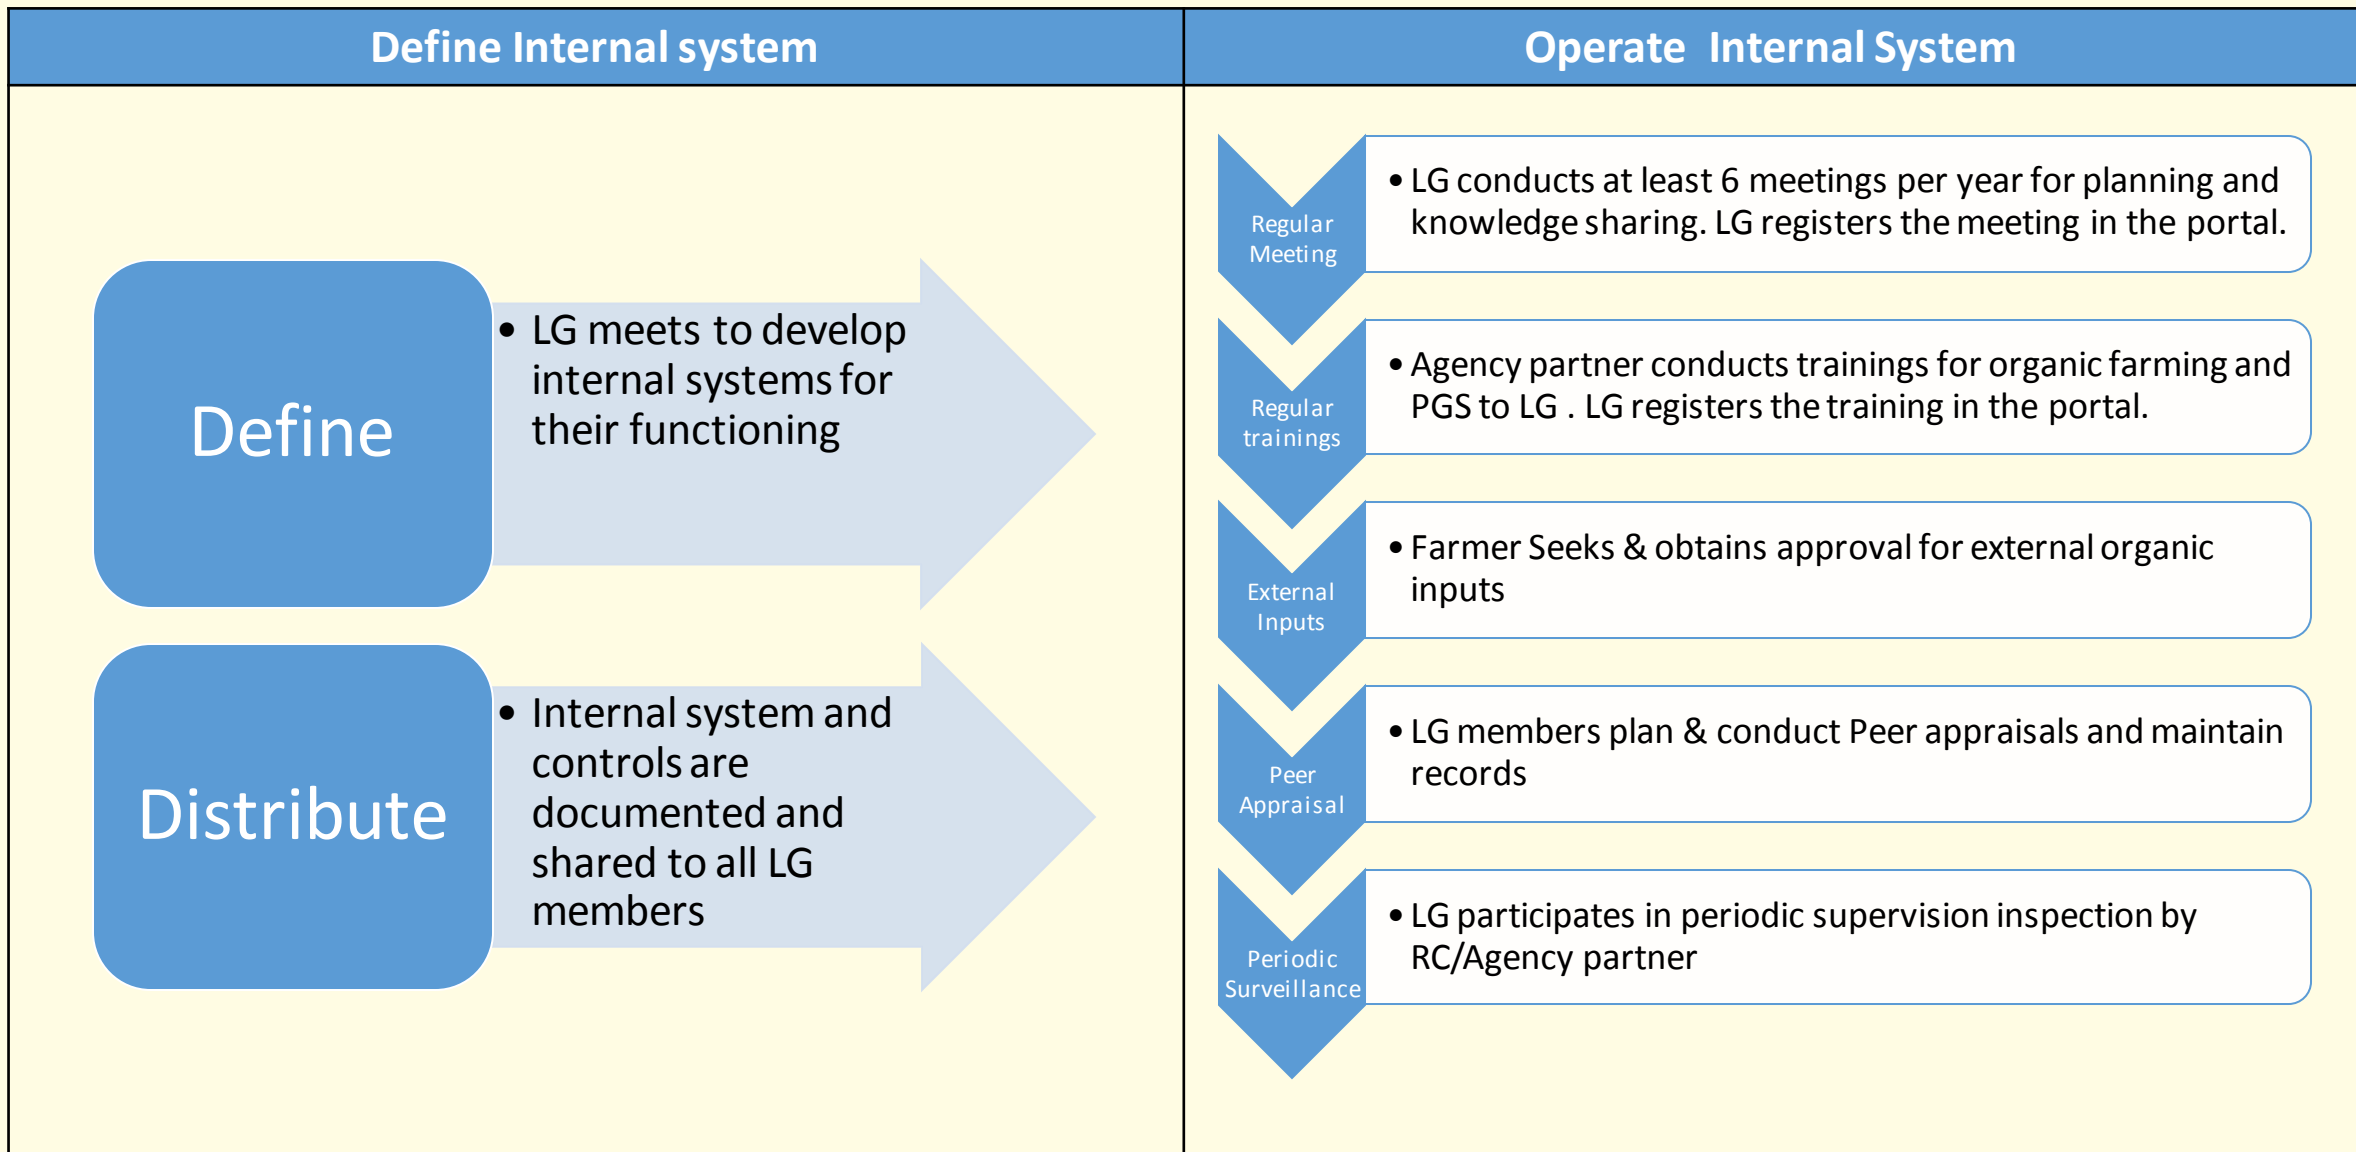 Define Internal system
Define
• LG meets to develop
internal systems for
their functioning
Distribute
• Internal system and
controls are
documented and
shared to all LG
members
Operate Internal System
Regular
Meeting
• LG conducts at least 6 meetings per year for planning and
knowledge sharing. LG registers the meeting in the portal.
Regular
trainings
• Agency partner conducts trainings for organic farming and
PGS to LG . LG registers the training in the portal.
External
Inputs
• Farmer Seeks & obtains approval for external organic
inputs
Peer
Appraisal
• LG members plan & conduct Peer appraisals and maintain
records
Periodic
Surveillance
• LG participates in periodic supervision inspection by
RC/Agency partner